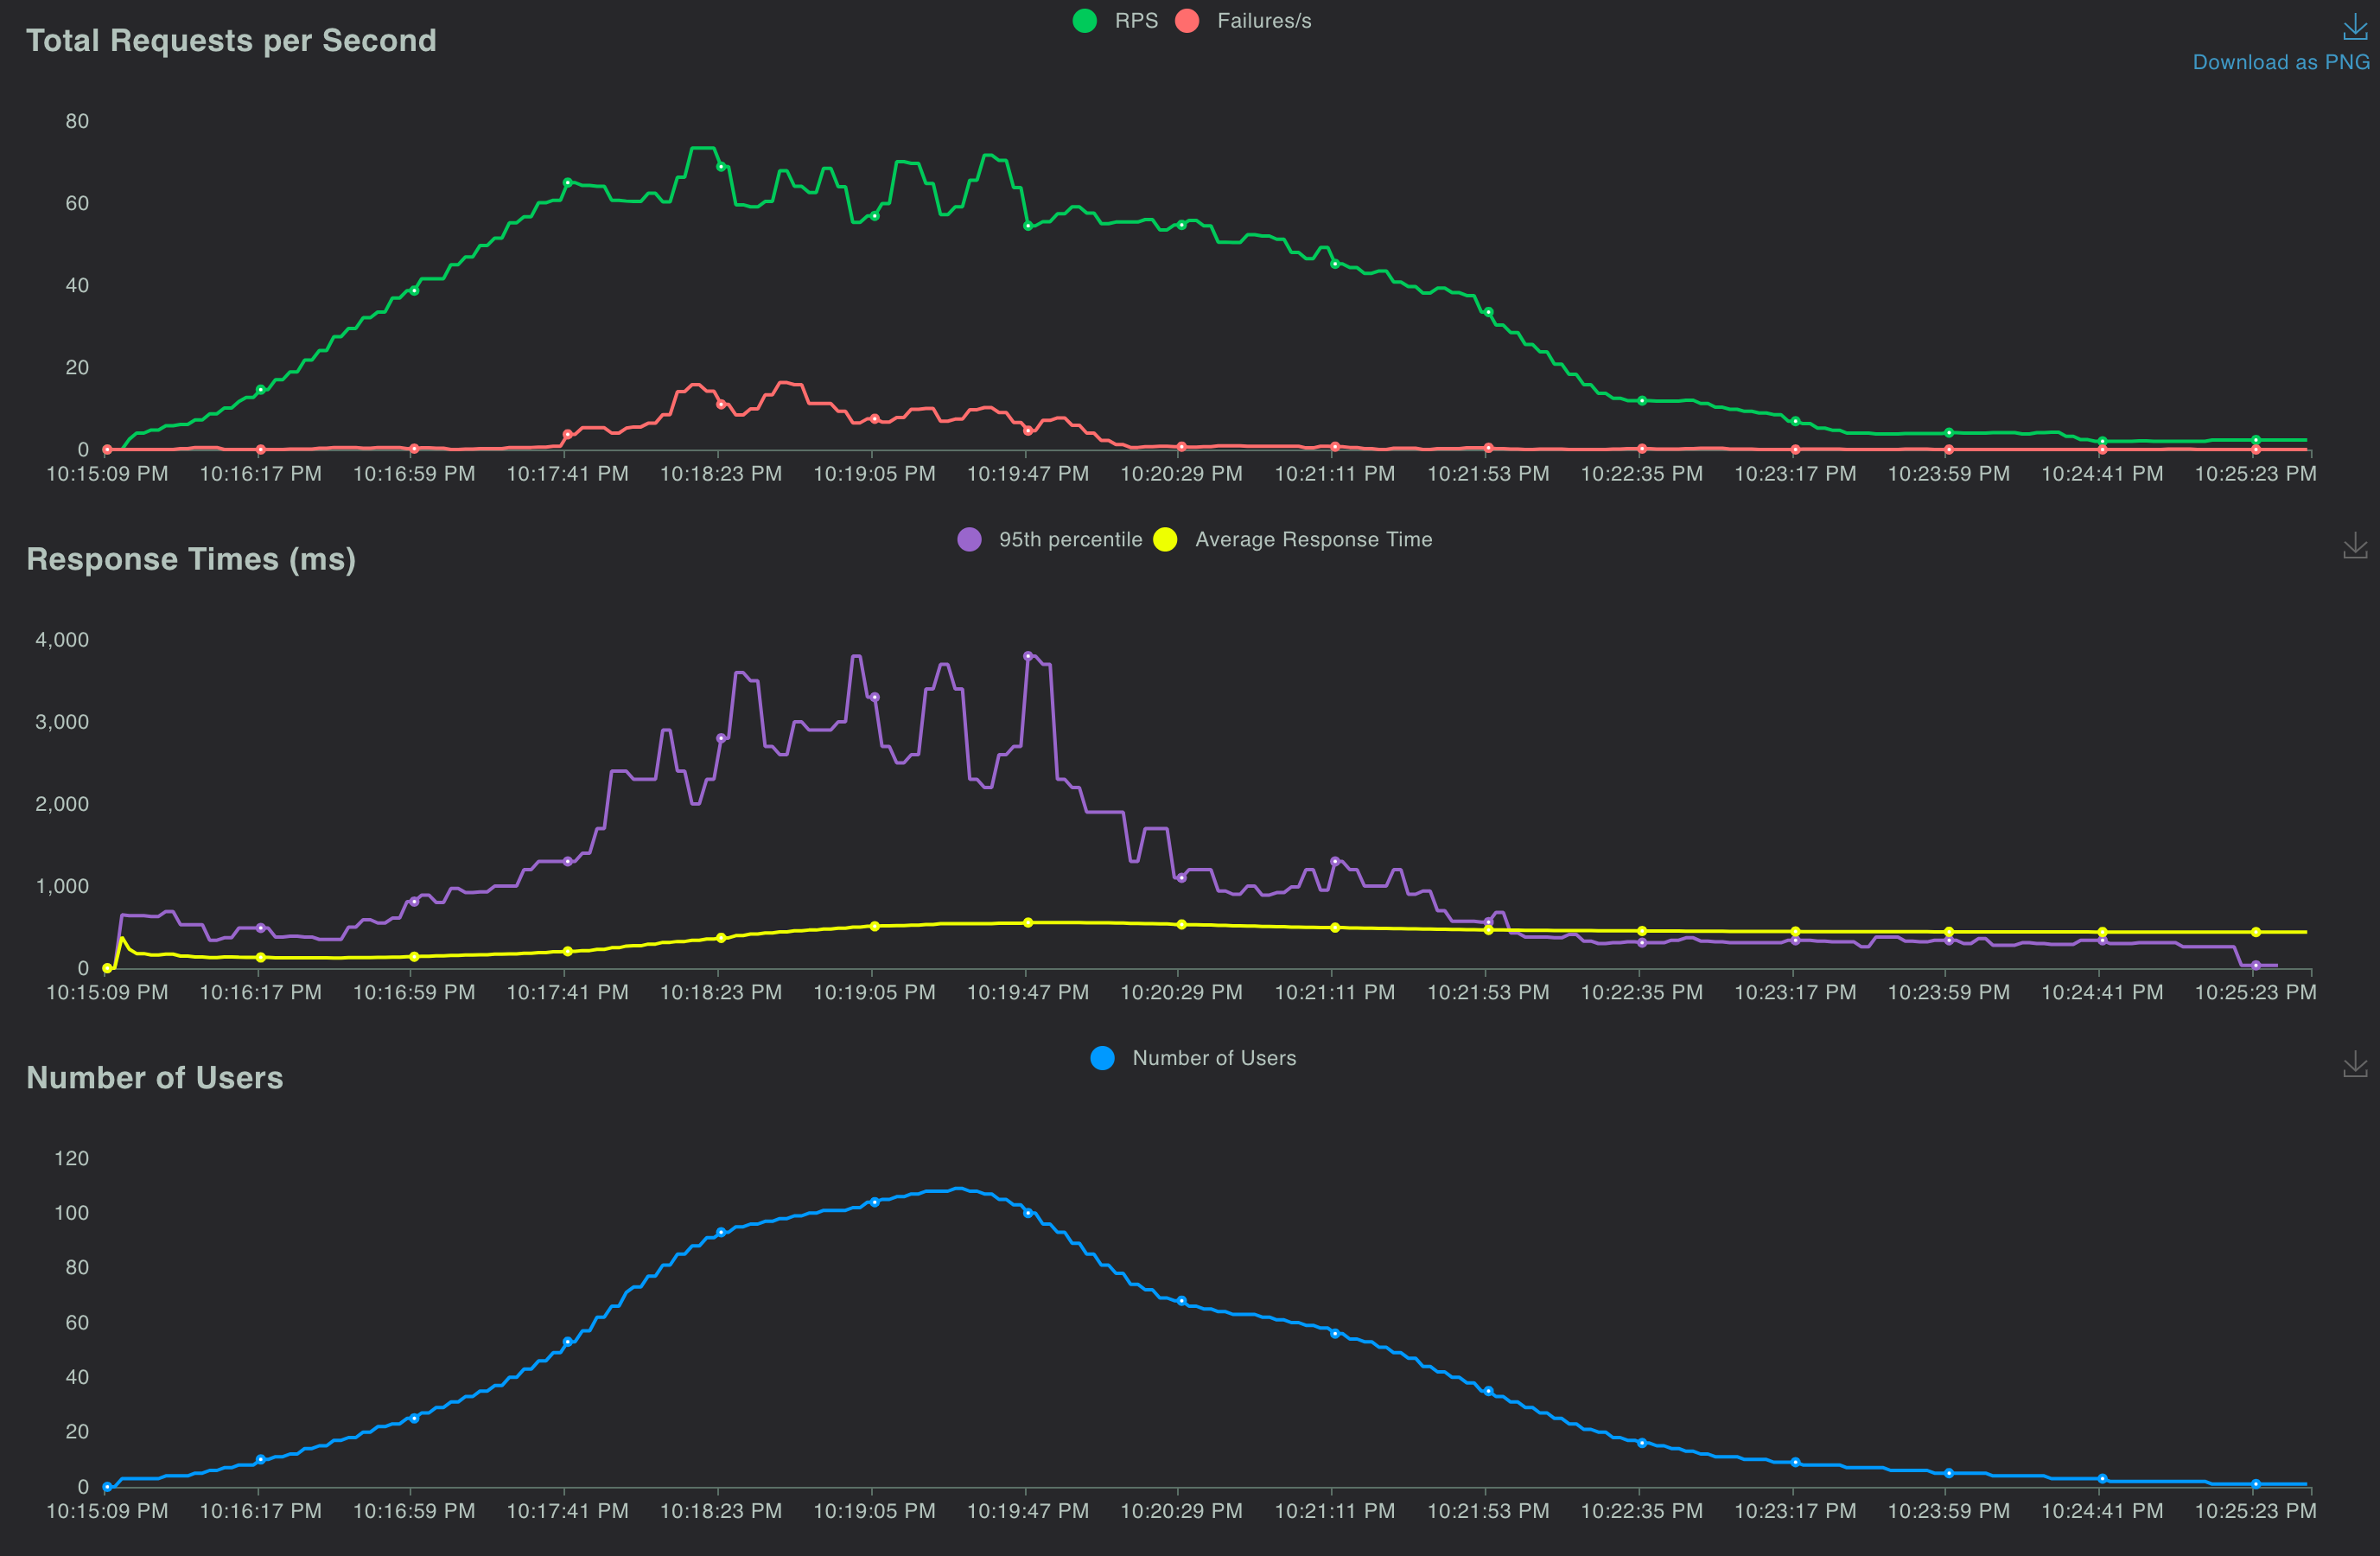 RPS Failures/s
Total Requests per Second
Download as PNG
80
60
40
20
0
10:15:09 PM 10:16:17 PM 10:16:59 PM 10:17:41 PM 10:18:23 PM 10:19:05 PM 10:19:47 PM 10:20:29 PM 10:21:11 PM 10:21:53 PM 10:22:35 PM 10:23:17 PM 10:23:59 PM 10:24:41 PM 10:25:23 PM
95th percentile Average Response Time
Response Times (ms)
4,000
3,000
2,000
1,000
0
10:15:09 PM 10:16:17 PM 10:16:59 PM 10:17:41 PM 10:18:23 PM 10:19:05 PM 10:19:47 PM 10:20:29 PM 10:21:11 PM 10:21:53 PM 10:22:35 PM 10:23:17 PM 10:23:59 PM 10:24:41 PM 10:25:23 PM
Number of Users
Number of Users
120
100
80
60
40
20
0
10:15:09 PM 10:16:17 PM 10:16:59 PM 10:17:41 PM 10:18:23 PM 10:19:05 PM 10:19:47 PM 10:20:29 PM 10:21:11 PM 10:21:53 PM 10:22:35 PM 10:23:17 PM 10:23:59 PM 10:24:41 PM 10:25:23 PM